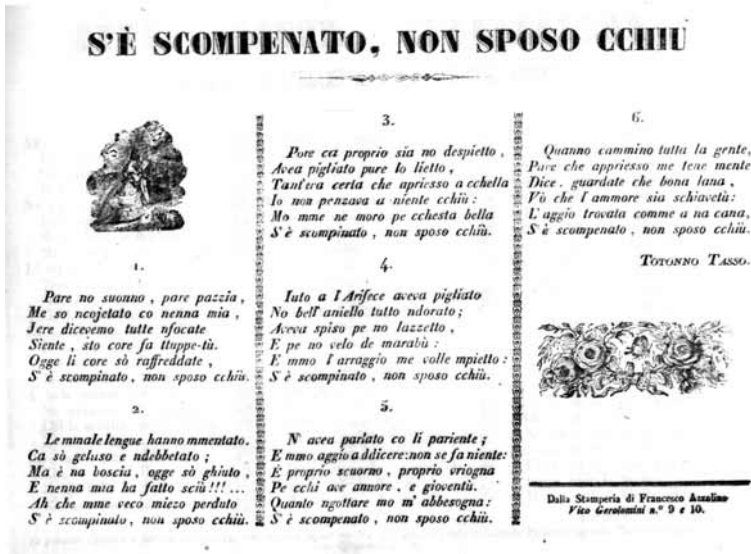 S'È SCOMPENATO, NON SPOSO CCHIU
1.
Pare no suonno, pare pazzia,
Me so ncojetato co nenna mia,
Jere dicevemo tutte nfocate
Siente, sto core fa ttuppe-tù.
Ogge li core sò raffreddate,
S'è scompinato, non sposo cchiù.
2.
Le mmale lengue hanno mmentato.
Ca sò geluso e ndebbetato;
Ma è na boscia, ogge sò ghiuto,
E nenna mia ha fatto sciù!!!...
Ah che mme veco miezo perduto
S'è scompinato, non sposo cchiù.
3.
Pore ca proprio sia no despietto,
Avea pigliato pure lo lietto,
Tant'era certa che apriesso a cchella
Io non penzava a niente cchiù:
Mo mme ne moro pe cchesta bella
S'è scompinato, non sposo cchiù.
4.
Iuto a l'Arifece aveva pigliato
No bell'aniello tutto ndorato;
Aveva spiso pe no lazzetto,
E pe no velo de marabù:
E mmo l'arraggio me volle mpietto:
S'è scompinato, non sposo cchiù.
5.
N'avea parlato co li pariente;
E mmo aggio a ddicere: non se fa niente:
È proprio scuorno, proprio vriogna
Pe cchi ave annore, e gioventù.
Quanto ngottare mo m'abbesogna:
S'è scompenato, non sposo cchiù.
6.
Quanno cammino tutta la gente,
Pare che appriesso me tene mente
Dice. guardate che bona lana,
Vò che l'ammore sia schiavetù:
L'aggio trovata comme a na cana,
S'è scompenato, non sposo cchiù.
TOTONNO TASSO.
Dalla Stamperia di Francesco Azzolino
Vico Gerolomini n.° 9 e 10.